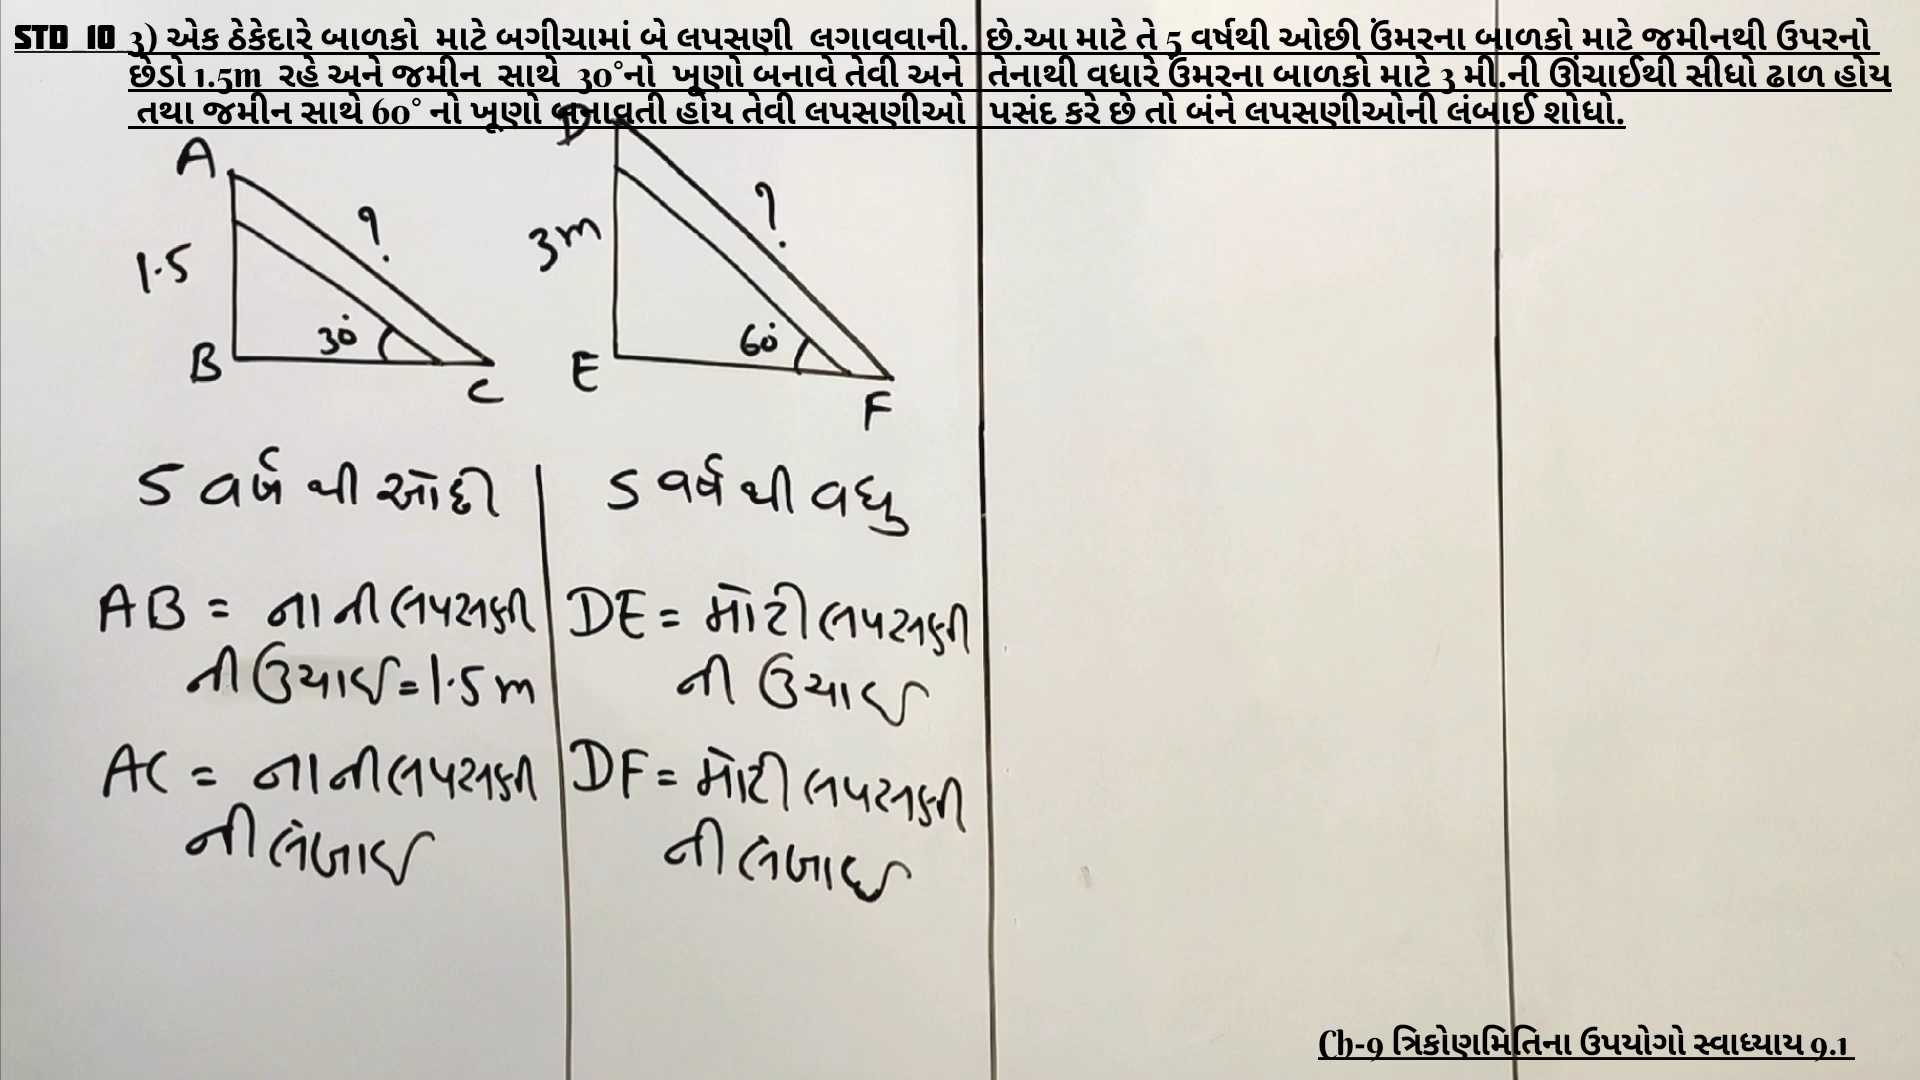 STD 10 3) એક ઠેકેદારે બાળકો માટે બગીચામાં બે લપસણી લગાવવાની. છે.આ માટે તે 5 વર્ષથી ઓછી ઉંમરના બાળકો માટે જમીનથી ઉપરનો
છેડો 1.5m રહે અને જમીન સાથે 30°નો ખૂણો બનાવે તેવી અને તેનાથી વધારે ઉંમરના બાળકો માટે 3 મી.ની ઊંચાઈથી સીધો ઢાળ હોય
તથા જમીન સાથે 60° નો ખૂણો બનાવતી હોય તેવી લપસણીઓ પસંદ કરે છે તો બંને લપસણીઓની લંબાઈ શોધો.
A
1.5
?
30°
B
C
D
3m
?
60°
E
F
5 વર્ષ થી ઓછી
AB = નાની લપસણી
ની ઉચાઈ = 1.5 m
AC = નાની લપસણી
ની લંબાઈ
5 વર્ષ થી વધુ
DE = મોટી લપસણી
ની ઉચાઈ
DF = મોટી લપસણી
ની લંબાઈ
Ch-9 ત્રિકોણમિતિના ઉપયોગો સ્વાધ્યાય 9.1